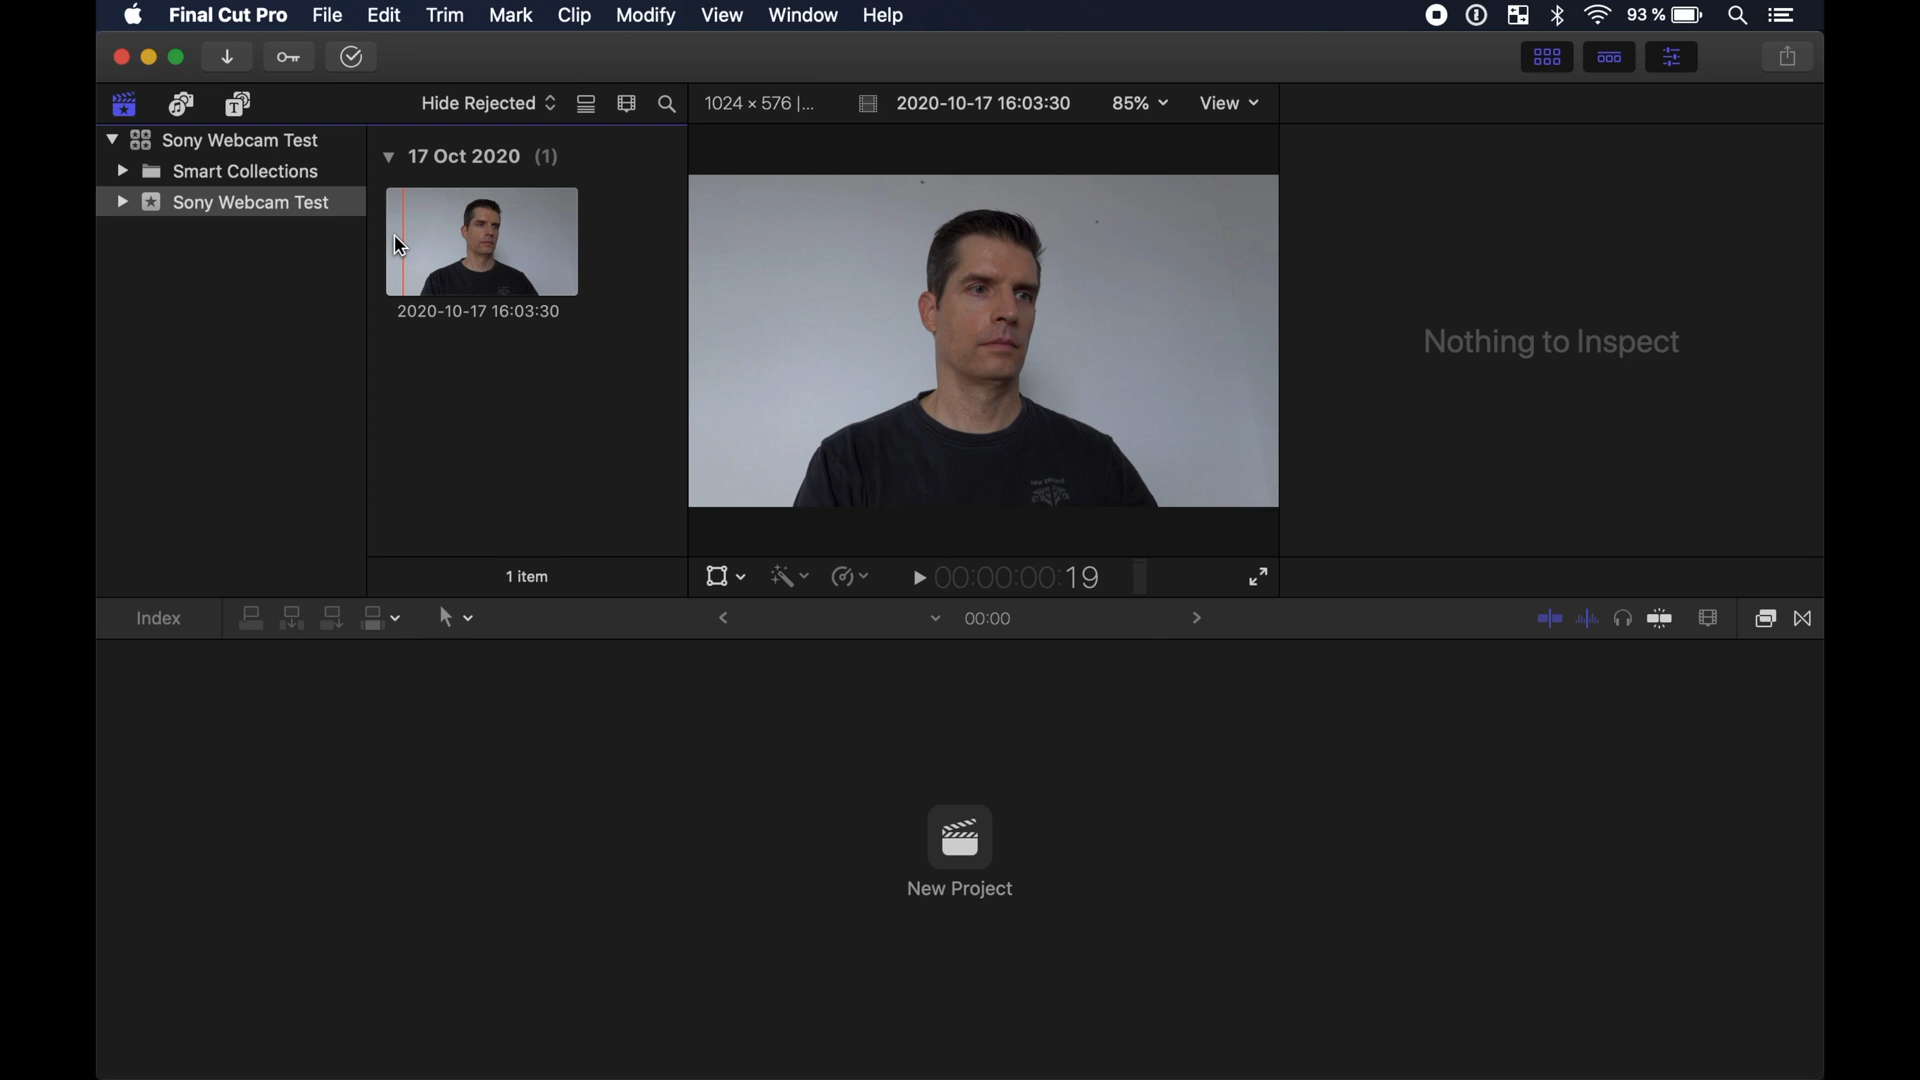 Final Cut Pro File Edit Trim Mark Clip Modify View Window Help 93 %
Hide Rejected 1024 × 576 |... 2020-10-17 16:03:30 85% View
Sony Webcam Test
Smart Collections
Sony Webcam Test
17 Oct 2020 (1)
2020-10-17 16:03:30
Nothing to Inspect
1 item
00:00:00:19
Index
00:00
New Project